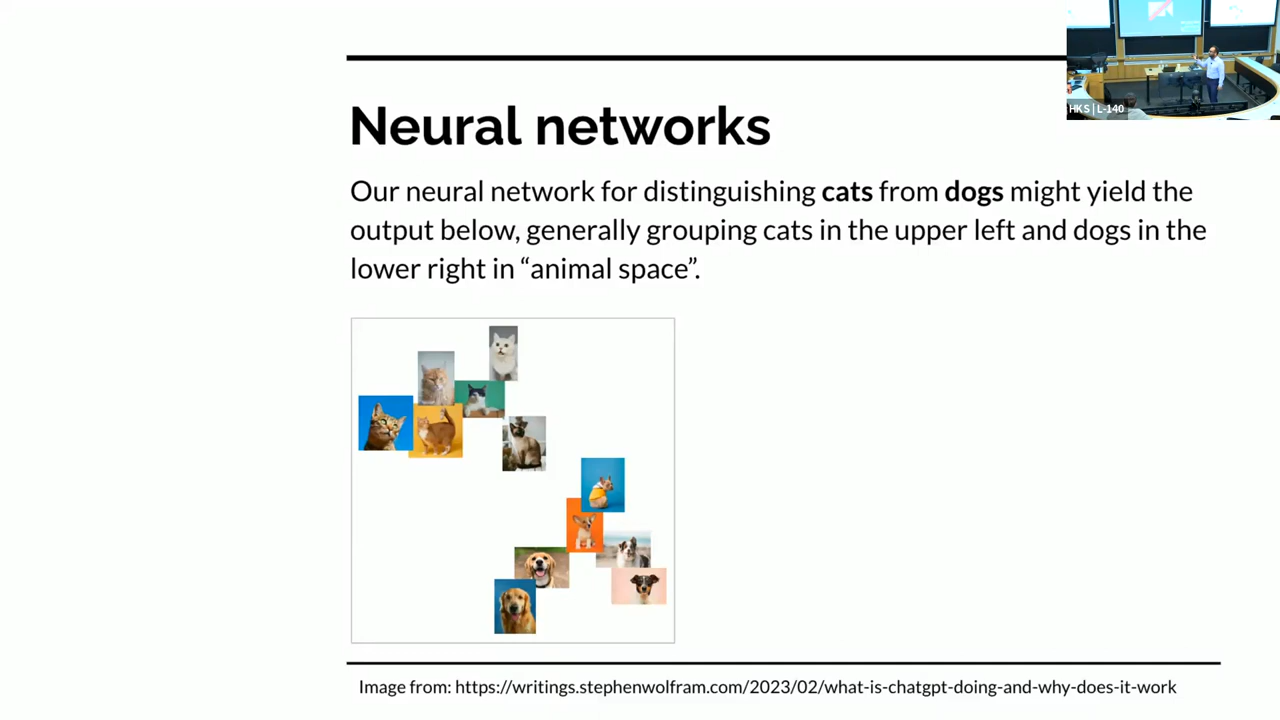 HKS | L-140
Neural networks
Our neural network for distinguishing cats from dogs might yield the
output below, generally grouping cats in the upper left and dogs in the
lower right in “animal space”.
Image from: https://writings.stephenwolfram.com/2023/02/what-is-chatgpt-doing-and-why-does-it-work